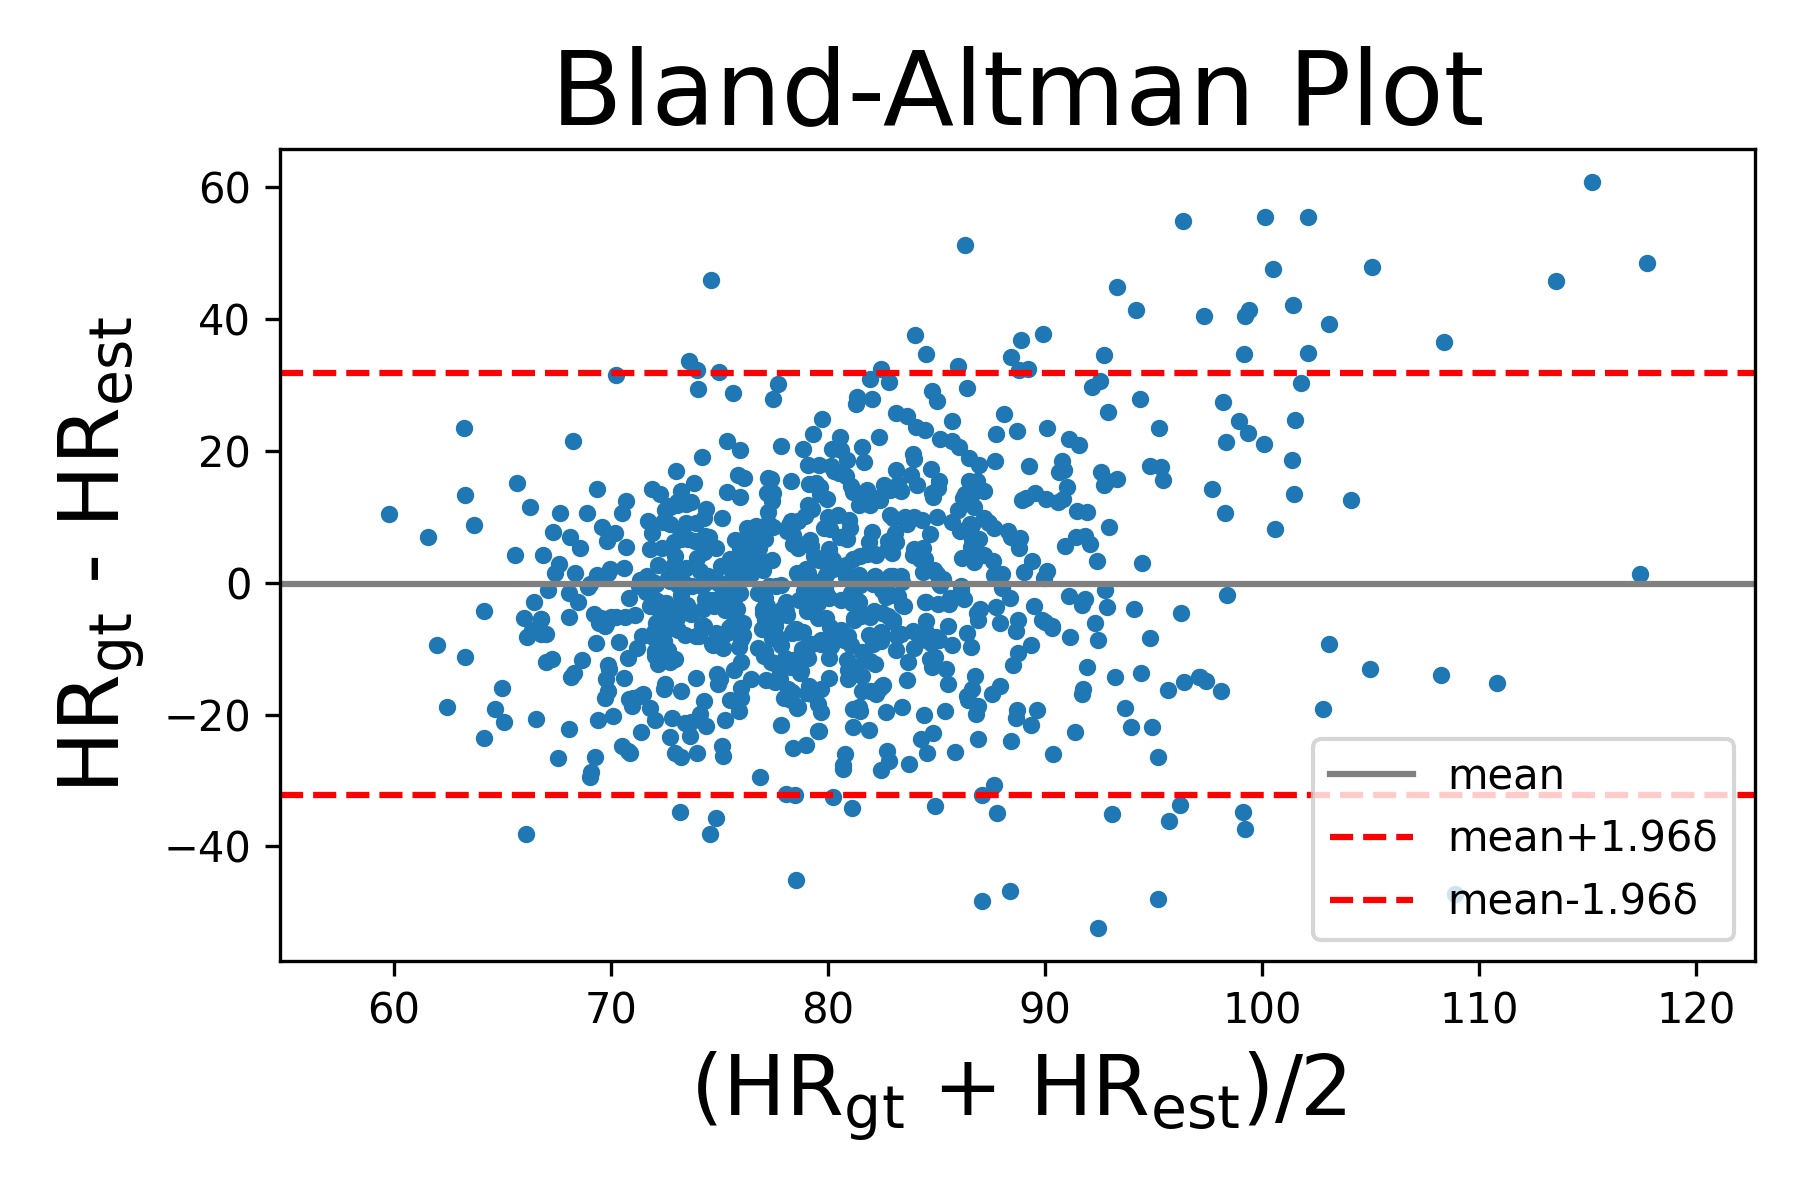 Bland-Altman Plot
HRgt - HRest
60
40
20
0
−20
−40
mean
mean+1.96δ
mean-1.96δ
60 70 80 90 100 110 120
(HRgt + HRest)/2